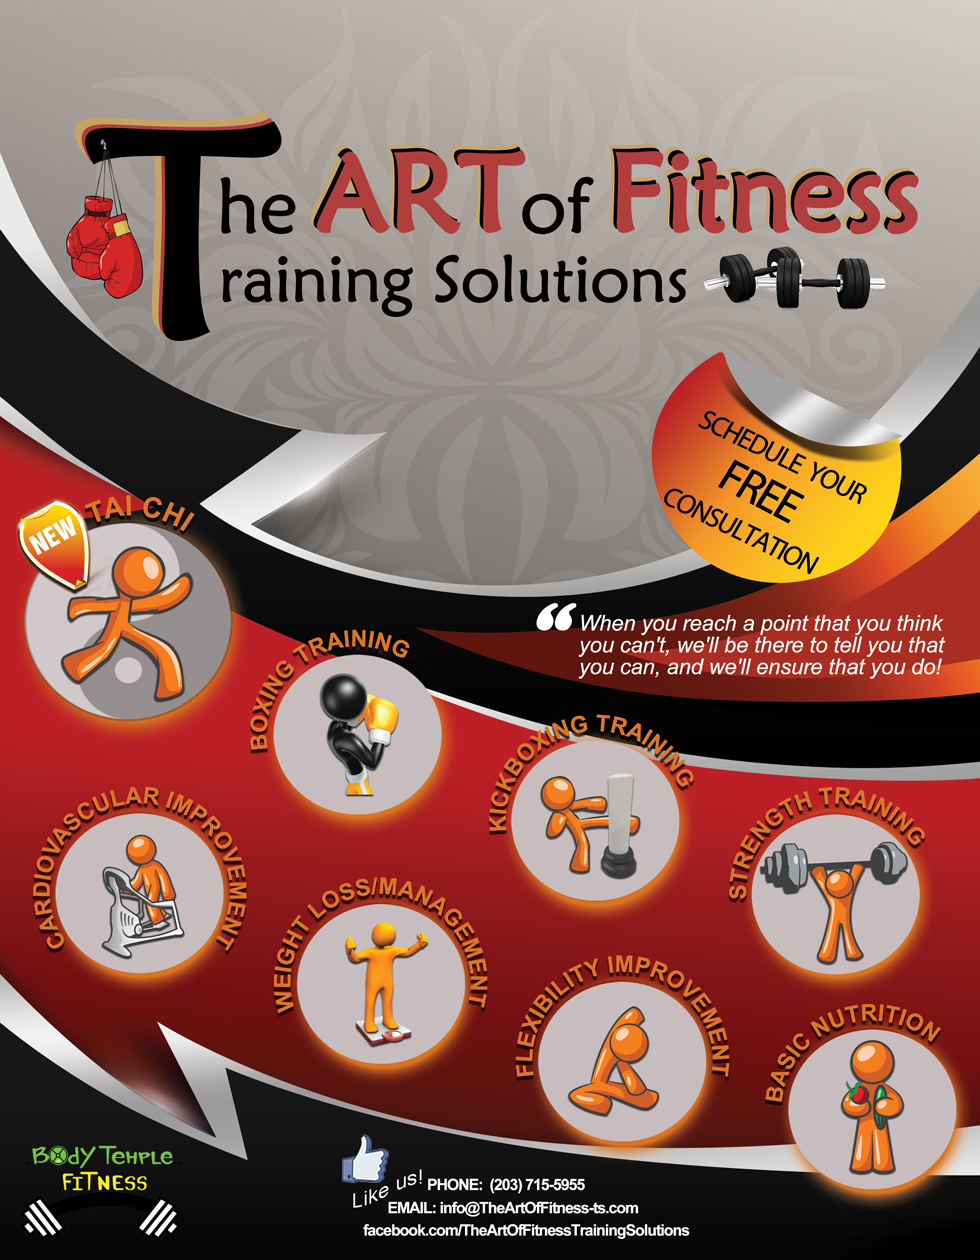 The ART of Fitness
Training Solutions
SCHEDULE YOUR
FREE
CONSULTATION
“ When you reach a point that you think
you can't, we'll be there to tell you that
you can, and we'll ensure that you do!
NEW
TAI CHI
BOXING TRAINING
KICKBOXING TRAINING
STRENGTH TRAINING
CARDIOVASCULAR IMPROVEMENT
WEIGHT LOSS/MANAGEMENT
FLEXIBILITY IMPROVEMENT
BASIC NUTRITION
BODY TEMPLE
FITNESS
Like us!
PHONE: (203) 715-5955
EMAIL: info@TheArtOfFitness-ts.com
facebook.com/TheArtOfFitnessTrainingSolutions